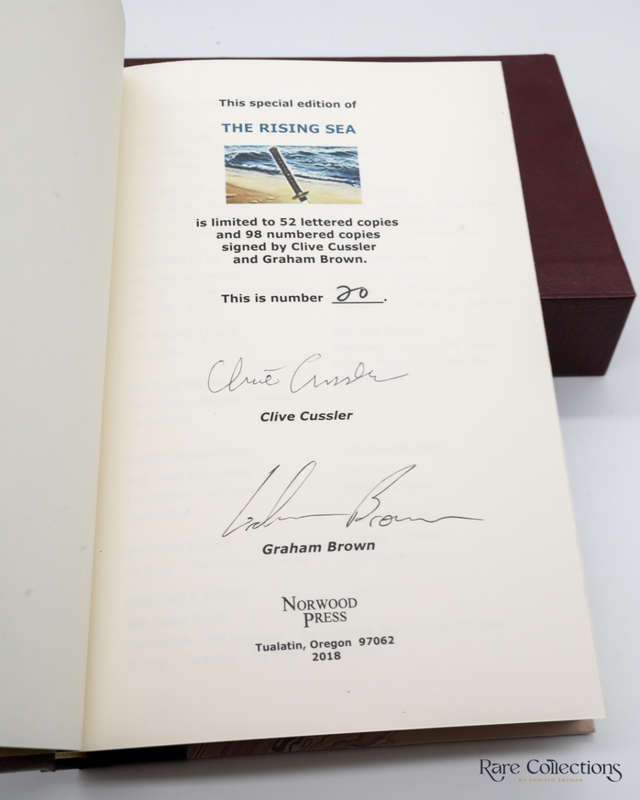 This special edition of
THE RISING SEA
is limited to 52 lettered copies
and 98 numbered copies
signed by Clive Cussler
and Graham Brown.
This is number 20.
Clive Cussler
Clive Cussler
Graham Brown
Graham Brown
NORWOOD
PRESS
Tualatin, Oregon 97062
2018
Rare Collections